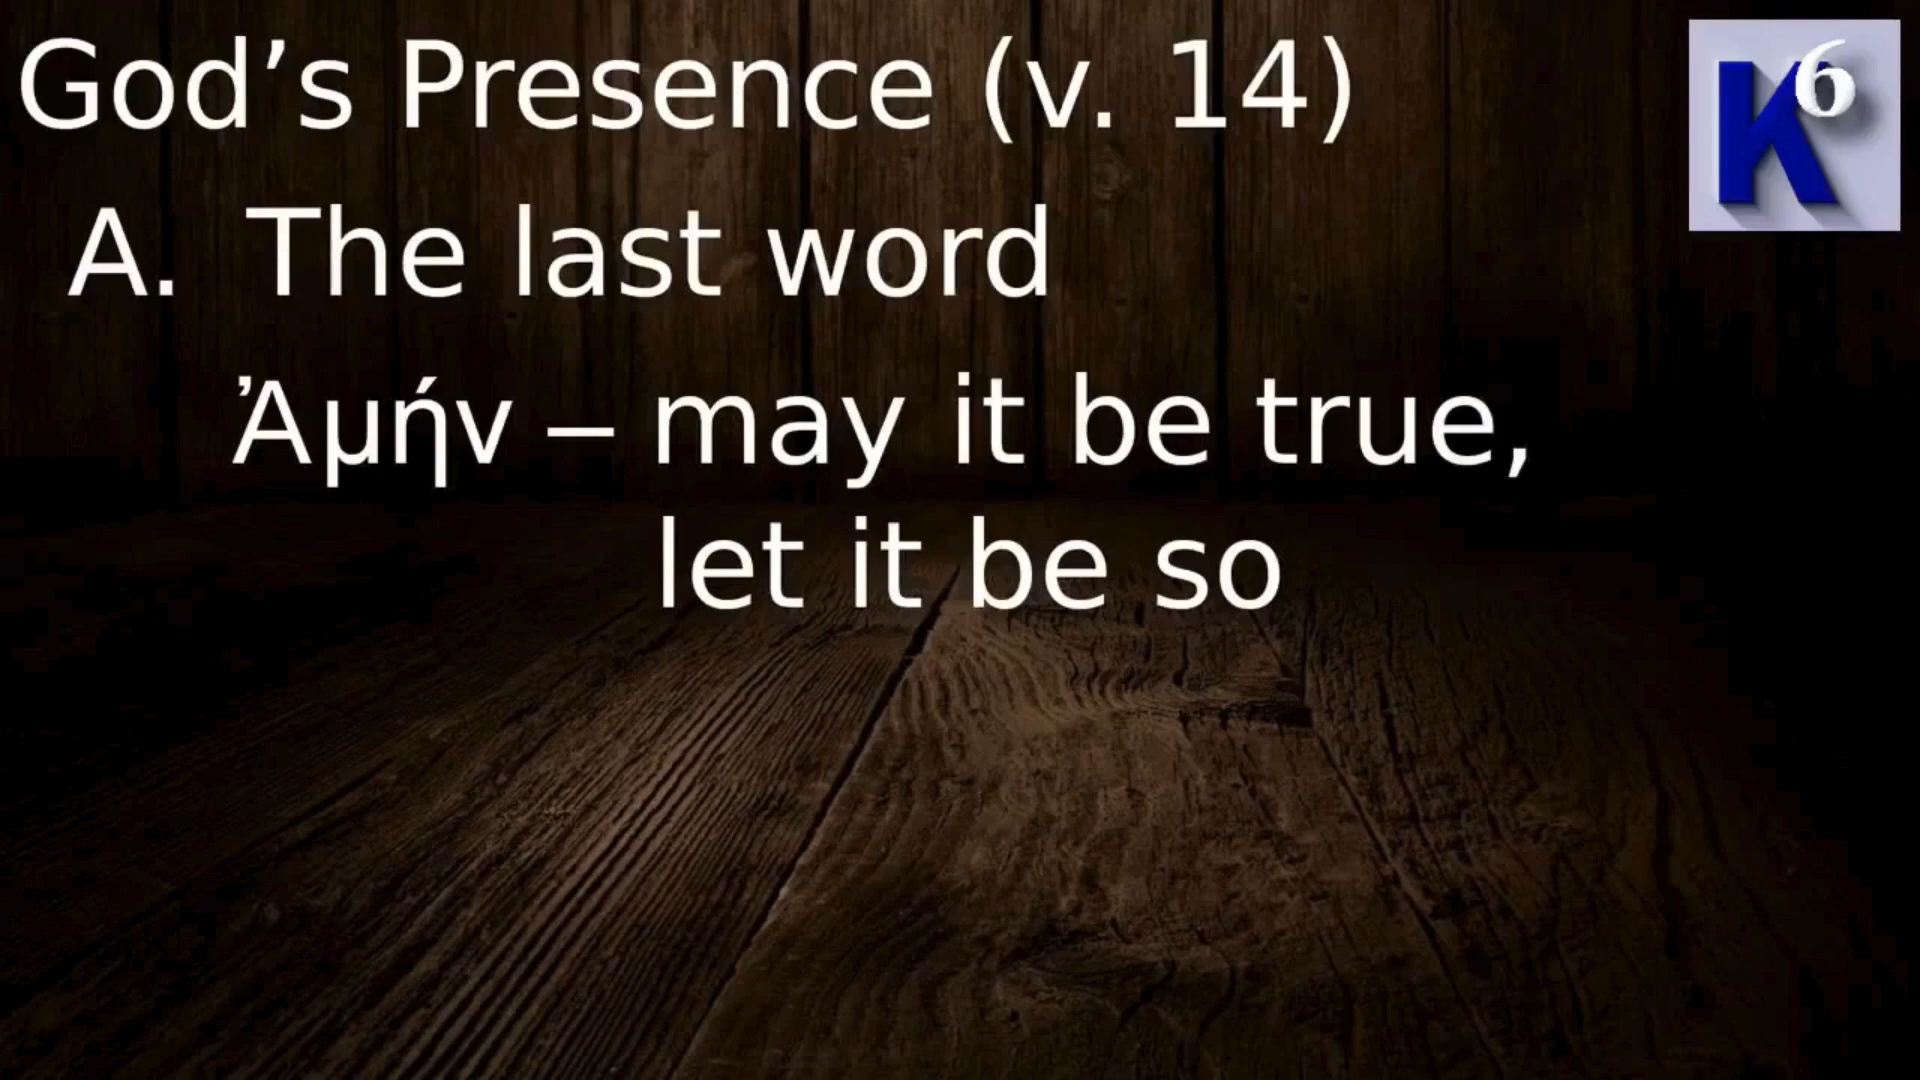 God’s Presence (v. 14)
K6
A. The last word
Ἀμήν – may it be true,
let it be so